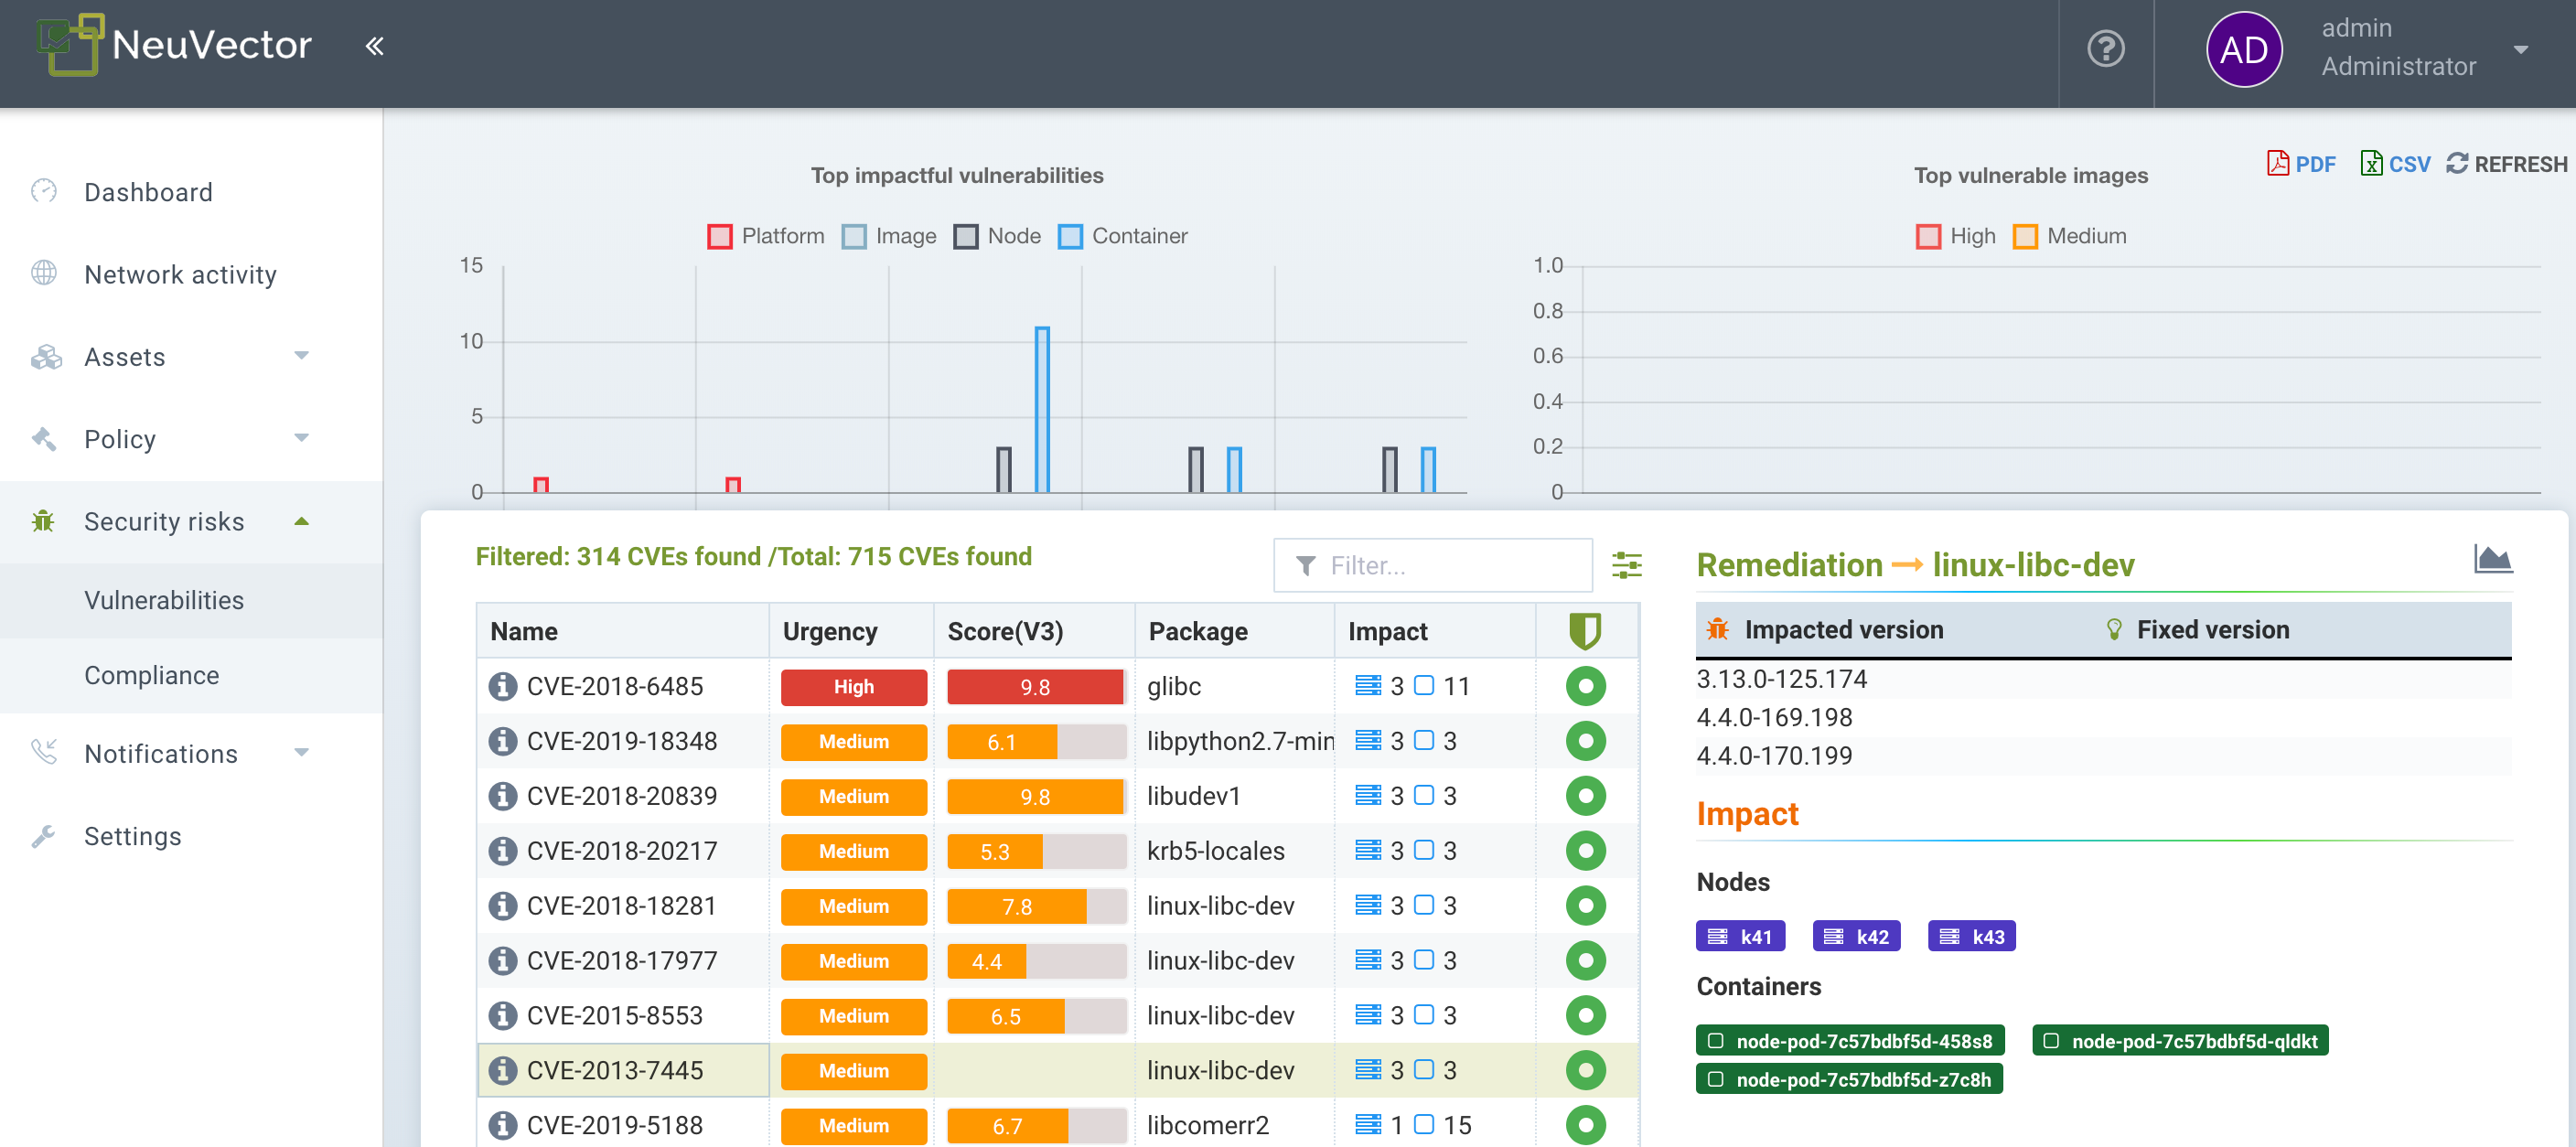 NeuVector
«
AD
admin
Administrator
Dashboard
Network activity
Assets
Policy
Security risks
Vulnerabilities
Compliance
Notifications
Settings
Top impactful vulnerabilities
Platform Image Node Container
15
10
5
0
Top vulnerable images
PDF CSV REFRESH
High Medium
1.0
0.8
0.6
0.4
0.2
0
Filtered: 314 CVEs found /Total: 715 CVEs found
Filter...
Name Urgency Score(V3) Package Impact
CVE-2018-6485 High 9.8 glibc 3 11
CVE-2019-18348 Medium 6.1 libpython2.7-min 3 3
CVE-2018-20839 Medium 9.8 libudev1 3 3
CVE-2018-20217 Medium 5.3 krb5-locales 3 3
CVE-2018-18281 Medium 7.8 linux-libc-dev 3 3
CVE-2018-17977 Medium 4.4 linux-libc-dev 3 3
CVE-2015-8553 Medium 6.5 linux-libc-dev 3 3
CVE-2013-7445 Medium linux-libc-dev 3 3
CVE-2019-5188 Medium 6.7 libcomerr2 1 15
Remediation → linux-libc-dev
Impacted version Fixed version
3.13.0-125.174
4.4.0-169.198
4.4.0-170.199
Impact
Nodes
k41 k42 k43
Containers
node-pod-7c57bdbf5d-458s8 node-pod-7c57bdbf5d-qldkt
node-pod-7c57bdbf5d-z7c8h